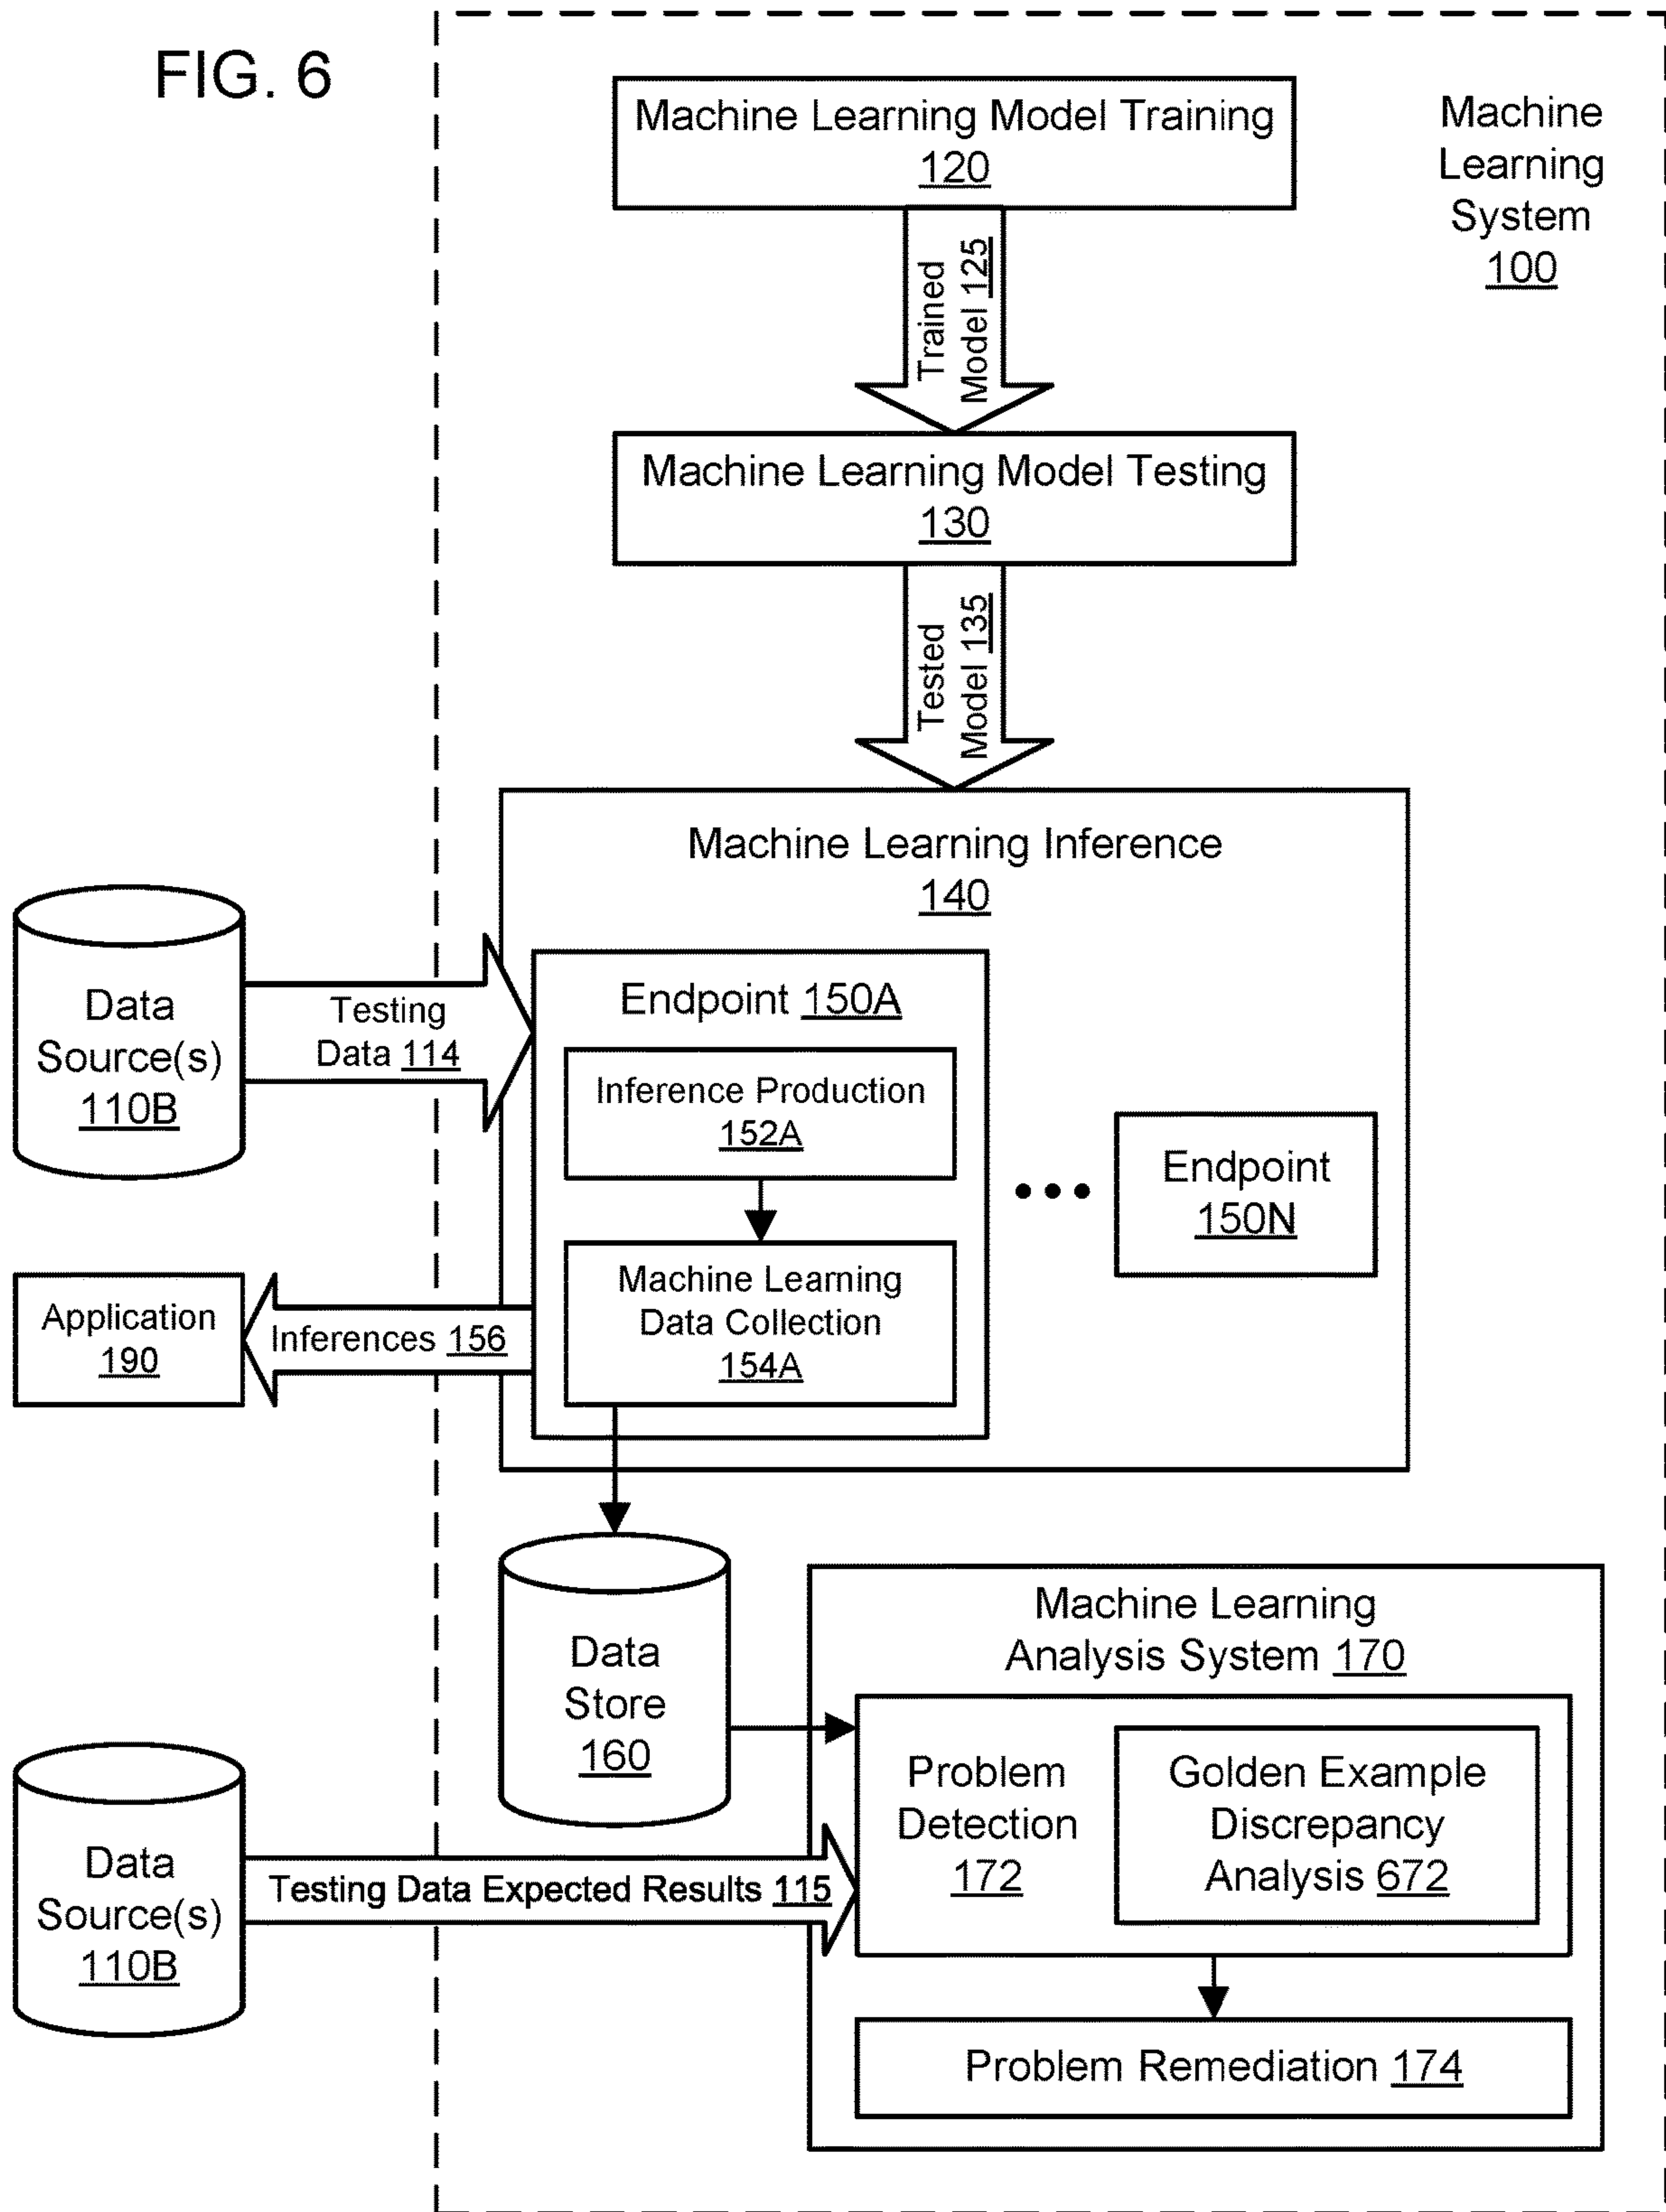 FIG. 6
Machine Learning Model Training
120
Machine
Learning
System
100
Trained
Model 125
Machine Learning Model Testing
130
Tested
Model 135
Machine Learning Inference
140
Data
Source(s)
110B
Testing
Data 114
Endpoint 150A
Inference Production
152A
Endpoint
150N
Machine Learning
Data Collection
154A
Application
190
Inferences 156
Data
Store
160
Machine Learning
Analysis System 170
Problem
Detection
172
Golden Example
Discrepancy
Analysis 672
Data
Source(s)
110B
Testing Data Expected Results 115
Problem Remediation 174